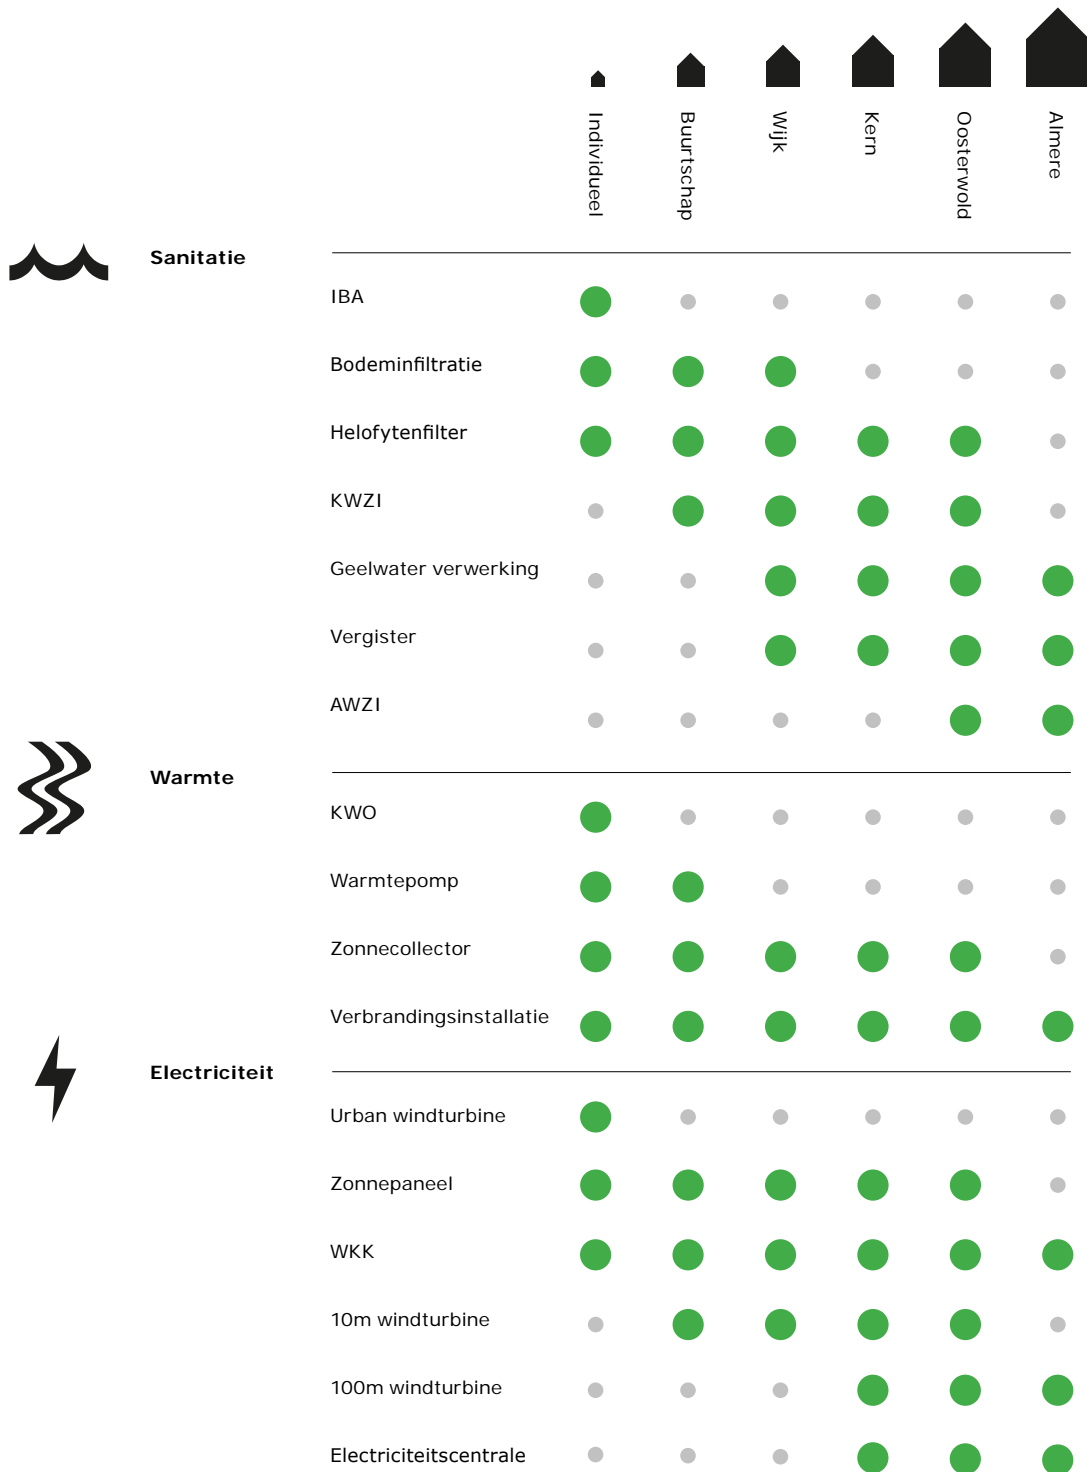 Individueel
Buurtschap
Wijk
Kern
Oosterwold
Almere
Sanitatie
IBA
Bodeminfiltratie
Helofytenfilter
KWZI
Geelwater verwerking
Vergister
AWZI
Warmte
KWO
Warmtepomp
Zonnecollector
Verbrandingsinstallatie
Electriciteit
Urban windturbine
Zonnepaneel
WKK
10m windturbine
100m windturbine
Electriciteitscentrale